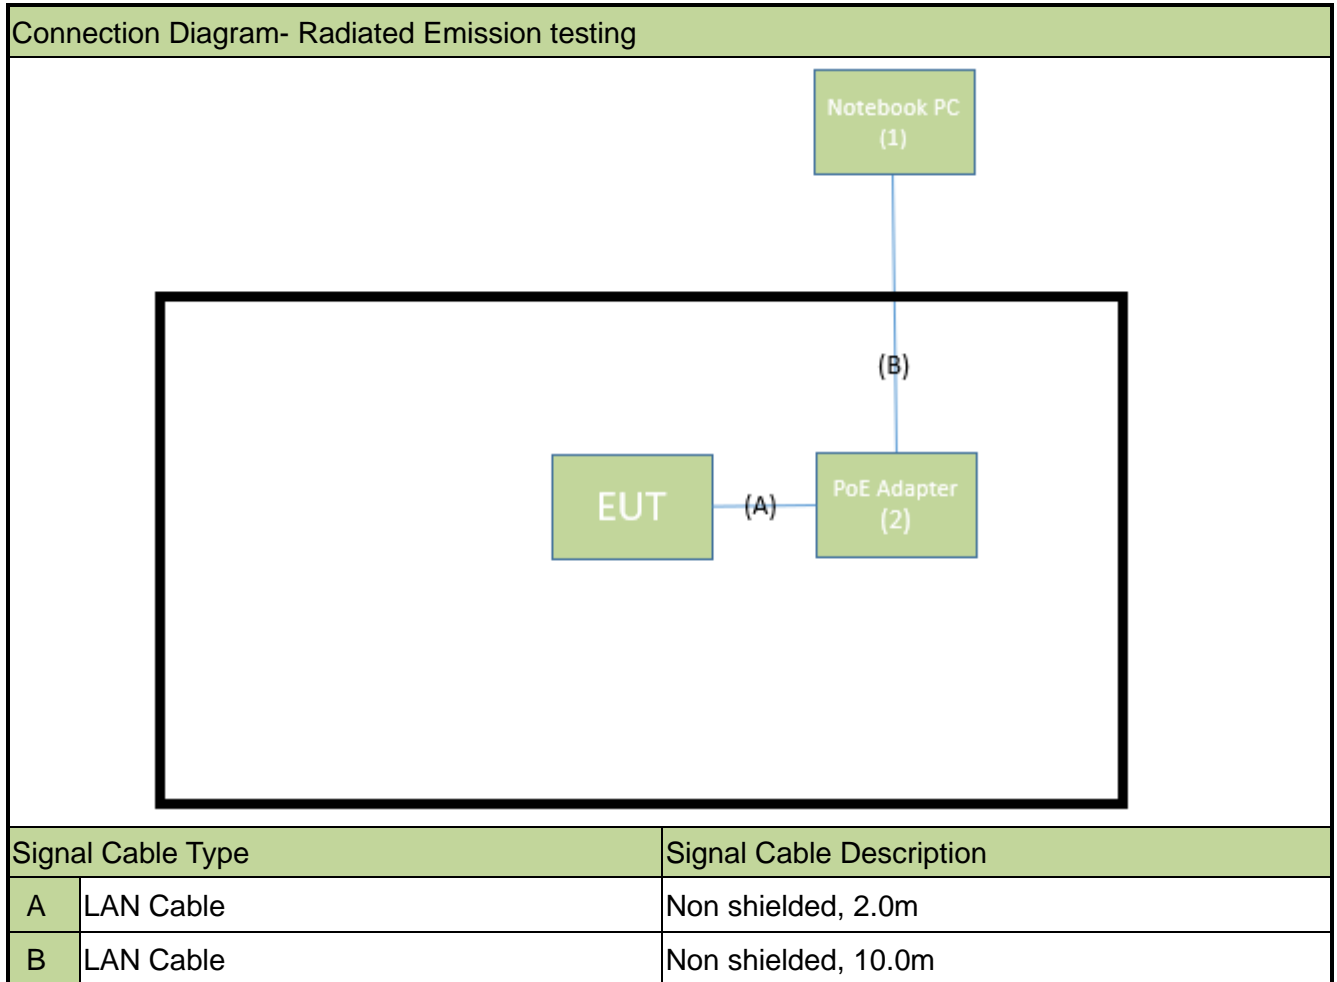 Connection Diagram- Radiated Emission testing
Notebook PC
(1)
(B)
EUT
(A)
PoE Adapter
(2)
Signal Cable Type
Signal Cable Description
A
LAN Cable
Non shielded, 2.0m
B
LAN Cable
Non shielded, 10.0m